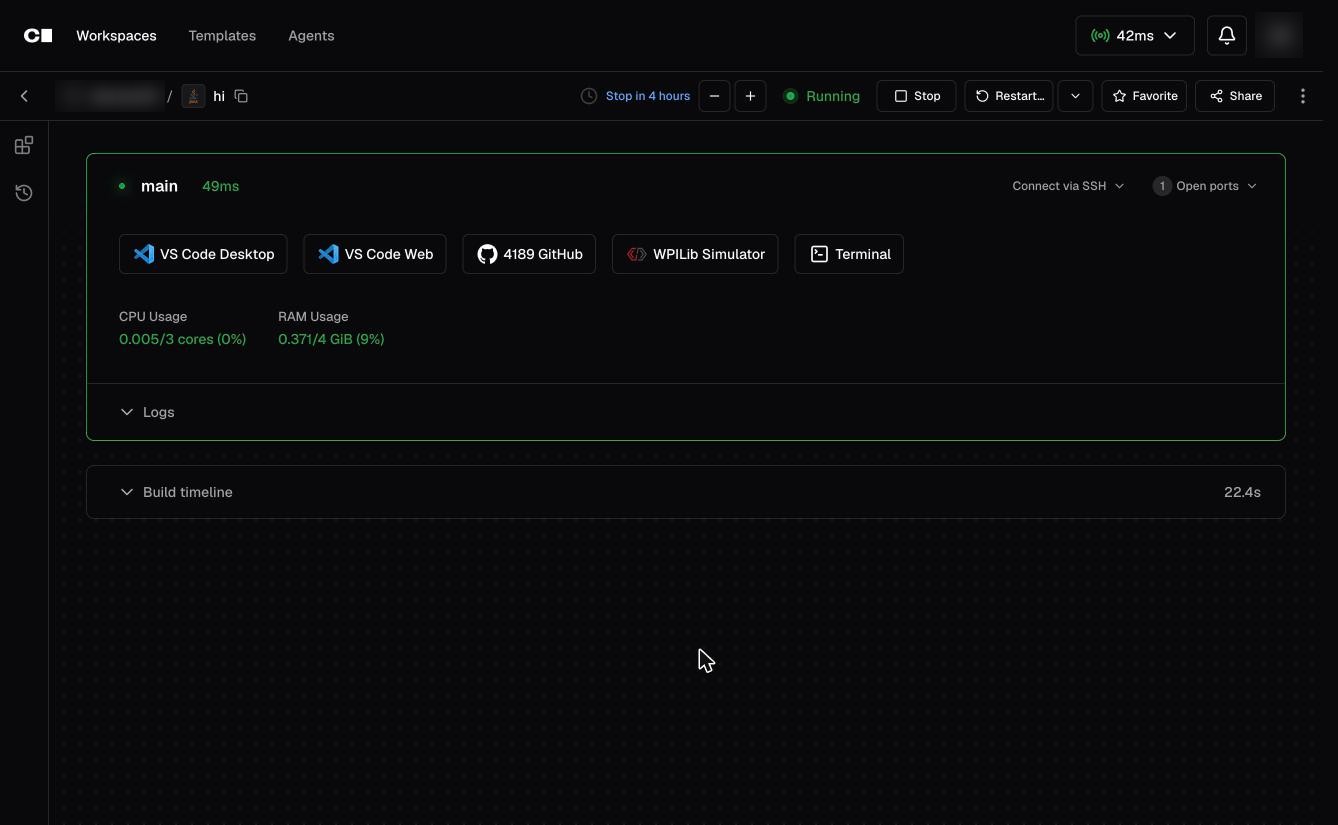 Workspaces Templates Agents 42ms
/ hi Stop in 4 hours Running Stop Restart… Favorite Share
main 49ms Connect via SSH 1 Open ports
VS Code Desktop VS Code Web 4189 GitHub WPILib Simulator Terminal
CPU Usage RAM Usage
0.005/3 cores (0%) 0.371/4 GiB (9%)
Logs
Build timeline 22.4s